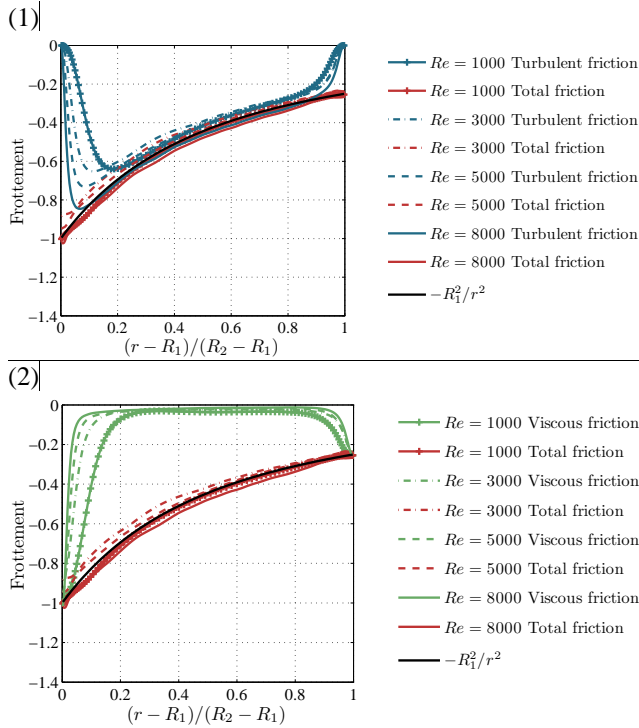 (1)
0
−0.2
−0.4
−0.6
−0.8
−1
−1.2
−1.4
Frottement
0 0.2 0.4 0.6 0.8 1
(r − R₁)/(R₂ − R₁)
Re = 1000 Turbulent friction
Re = 1000 Total friction
Re = 3000 Turbulent friction
Re = 3000 Total friction
Re = 5000 Turbulent friction
Re = 5000 Total friction
Re = 8000 Turbulent friction
Re = 8000 Total friction
−R₁²/r²
(2)
0
−0.2
−0.4
−0.6
−0.8
−1
−1.2
−1.4
Frottement
0 0.2 0.4 0.6 0.8 1
(r − R₁)/(R₂ − R₁)
Re = 1000 Viscous friction
Re = 1000 Total friction
Re = 3000 Viscous friction
Re = 3000 Total friction
Re = 5000 Viscous friction
Re = 5000 Total friction
Re = 8000 Viscous friction
Re = 8000 Total friction
−R₁²/r²